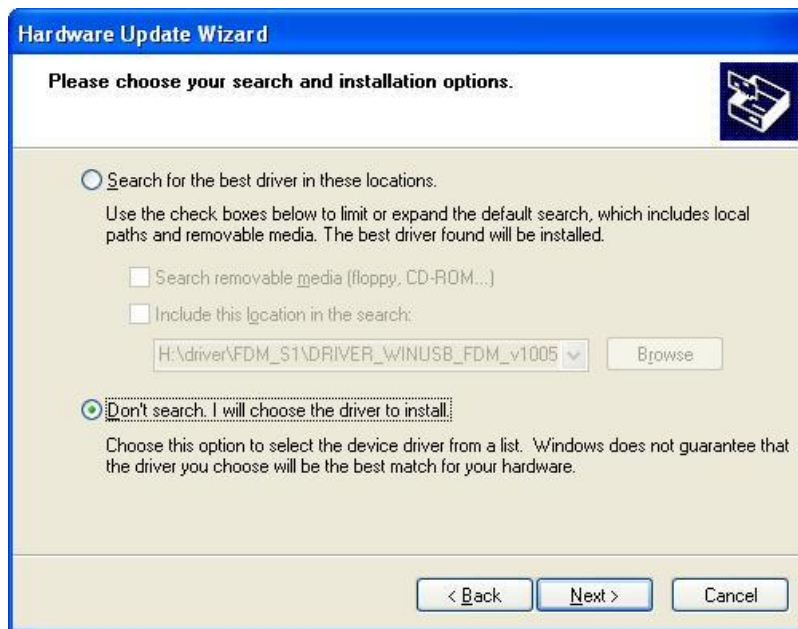 Hardware Update Wizard
Please choose your search and installation options.
Search for the best driver in these locations.
Use the check boxes below to limit or expand the default search, which includes local
paths and removable media. The best driver found will be installed.
Search removable media (floppy, CD-ROM...)
Include this location in the search:
H:\driver\FDM_S1\DRIVER_WINUSB_FDM_v1005
Browse
Don't search. I will choose the driver to install.
Choose this option to select the device driver from a list. Windows does not guarantee that
the driver you choose will be the best match for your hardware.
< Back Next > Cancel